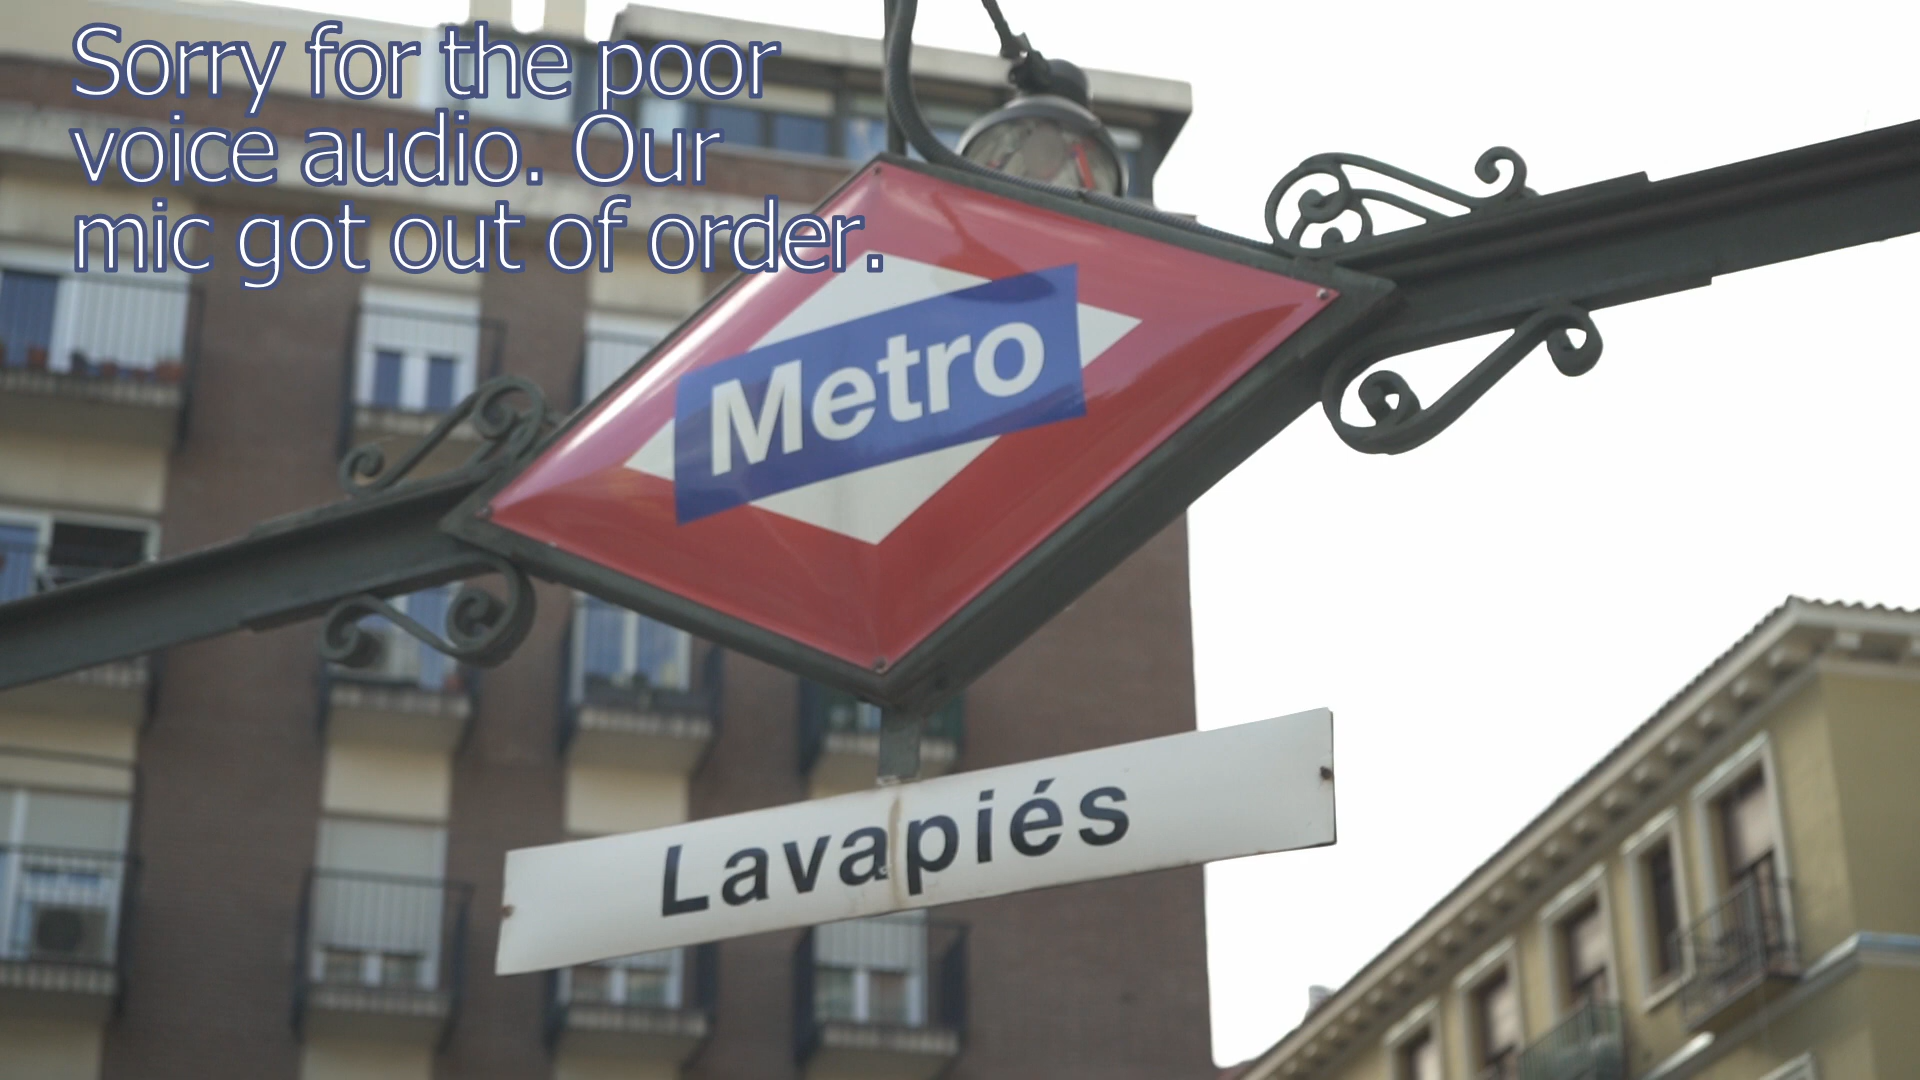 Sorry for the poor
voice audio. Our
mic got out of order.
Metro
Lavapiés